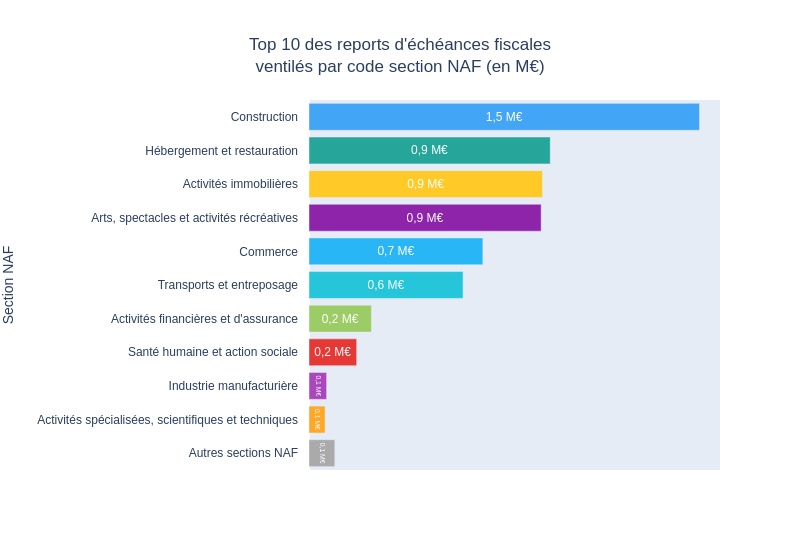 Top 10 des reports d'échéances fiscales
ventilés par code section NAF (en M€)
Section NAF
Construction 1,5 M€
Hébergement et restauration 0,9 M€
Activités immobilières 0,9 M€
Arts, spectacles et activités récréatives 0,9 M€
Commerce 0,7 M€
Transports et entreposage 0,6 M€
Activités financières et d'assurance 0,2 M€
Santé humaine et action sociale 0,2 M€
Industrie manufacturière 0,1 M€
Activités spécialisées, scientifiques et techniques 0,1 M€
Autres sections NAF 0,1 M€